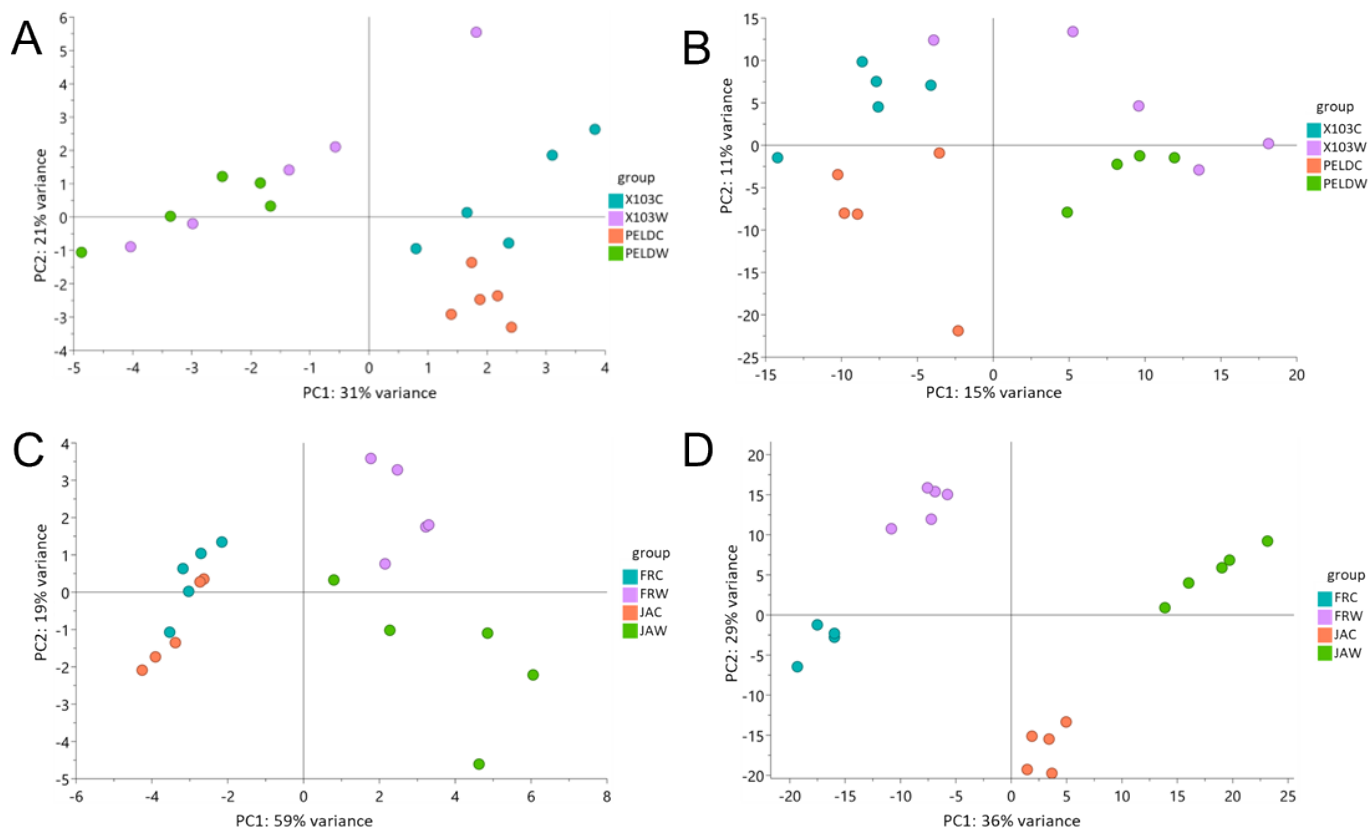 A
6
5
4
3
2
1
0
-1
-2
-3
-4
PC2: 21% variance
-5 -4 -3 -2 -1 0 1 2 3 4
PC1: 31% variance
group
X103C
X103W
PELDC
PELDW
B
15
10
5
0
-5
-10
-15
-20
-25
PC2: 11% variance
-15 -10 -5 0 5 10 15 20
PC1: 15% variance
group
X103C
X103W
PELDC
PELDW
C
4
3
2
1
0
-1
-2
-3
-4
-5
PC2: 19% variance
-6 -4 -2 0 2 4 6 8
PC1: 59% variance
group
FRC
FRW
JAC
JAW
D
20
15
10
5
0
-5
-10
-15
-20
PC2: 29% variance
-20 -15 -10 -5 0 5 10 15 20 25
PC1: 36% variance
group
FRC
FRW
JAC
JAW